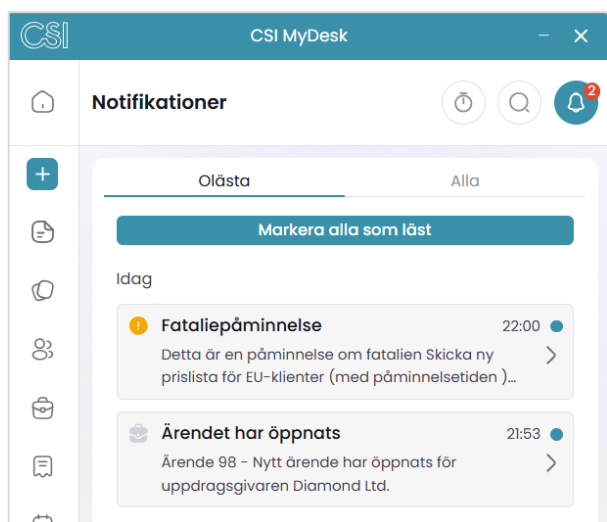 CSI
CSI MyDesk
Notifikationer
2
Olästa
Alla
Markera alla som läst
Idag
Fataliepåminnelse
22:00
Detta är en påminnelse om fatalien Skicka ny
prislista för EU-klienter (med påminnelsetiden )...
Ärendet har öppnats
21:53
Ärende 98 - Nytt ärende har öppnats för
uppdragsgivaren Diamond Ltd.